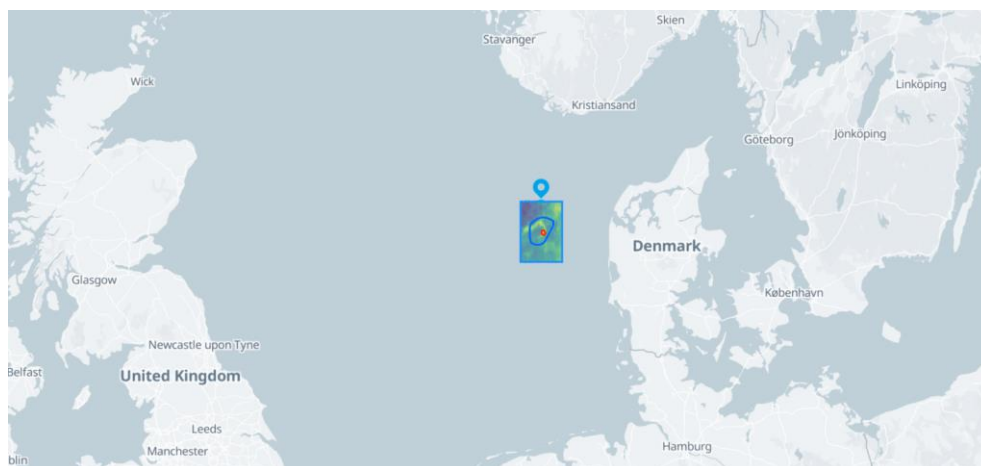 Skien
Stavanger
Wick
Linköping
Kristiansand
Göteborg
Jönköping
Denmark
Glasgow
København
Newcastle upon Tyne
Belfast
United Kingdom
Leeds
Hamburg
Manchester
blin